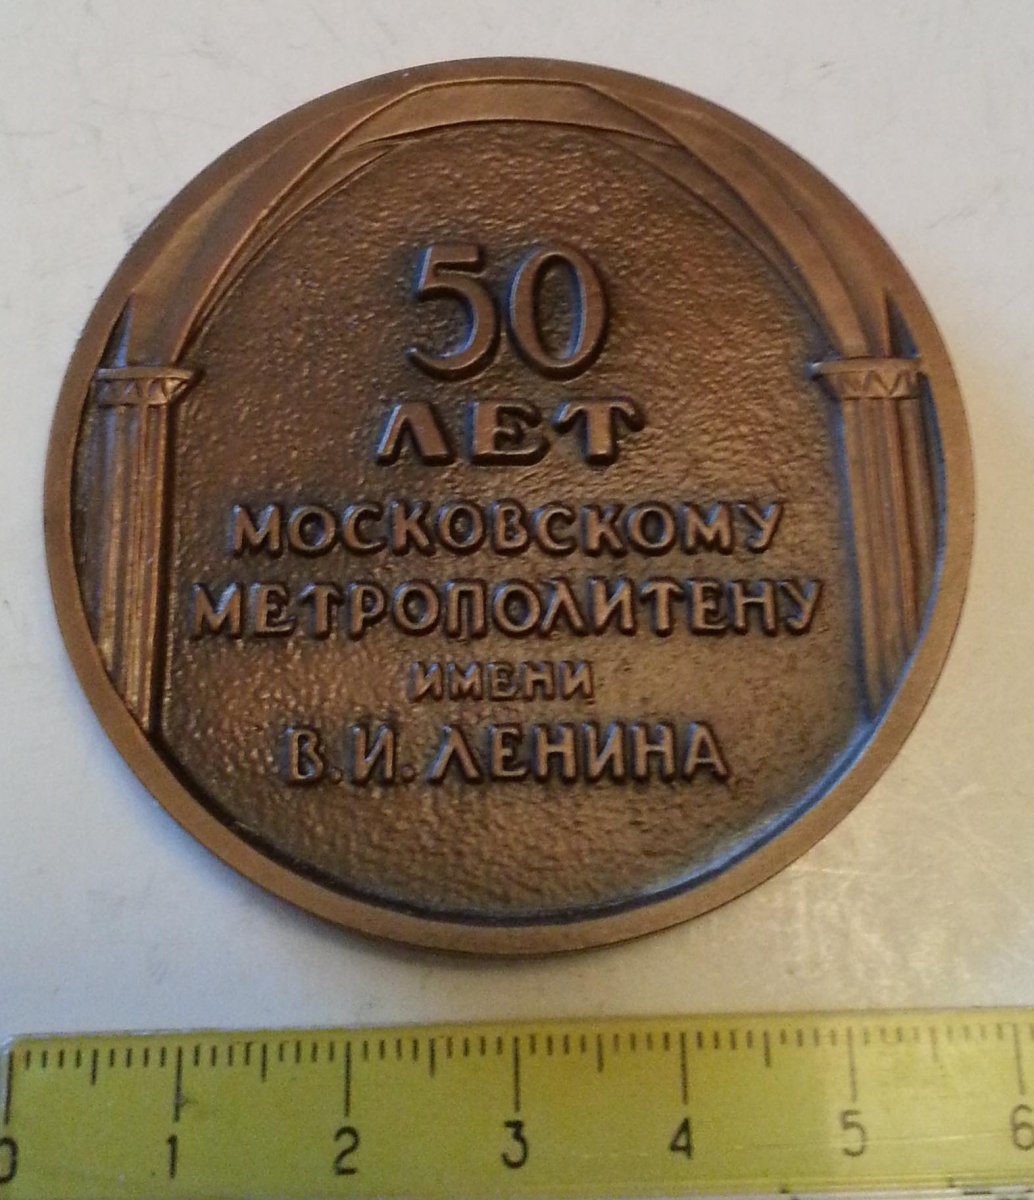 50
ЛЕТ
МОСКОВСКОМУ
МЕТРОПОЛИТЕНУ
ИМЕНИ
В.И.ЛЕНИНА
0 1 2 3 4 5 6